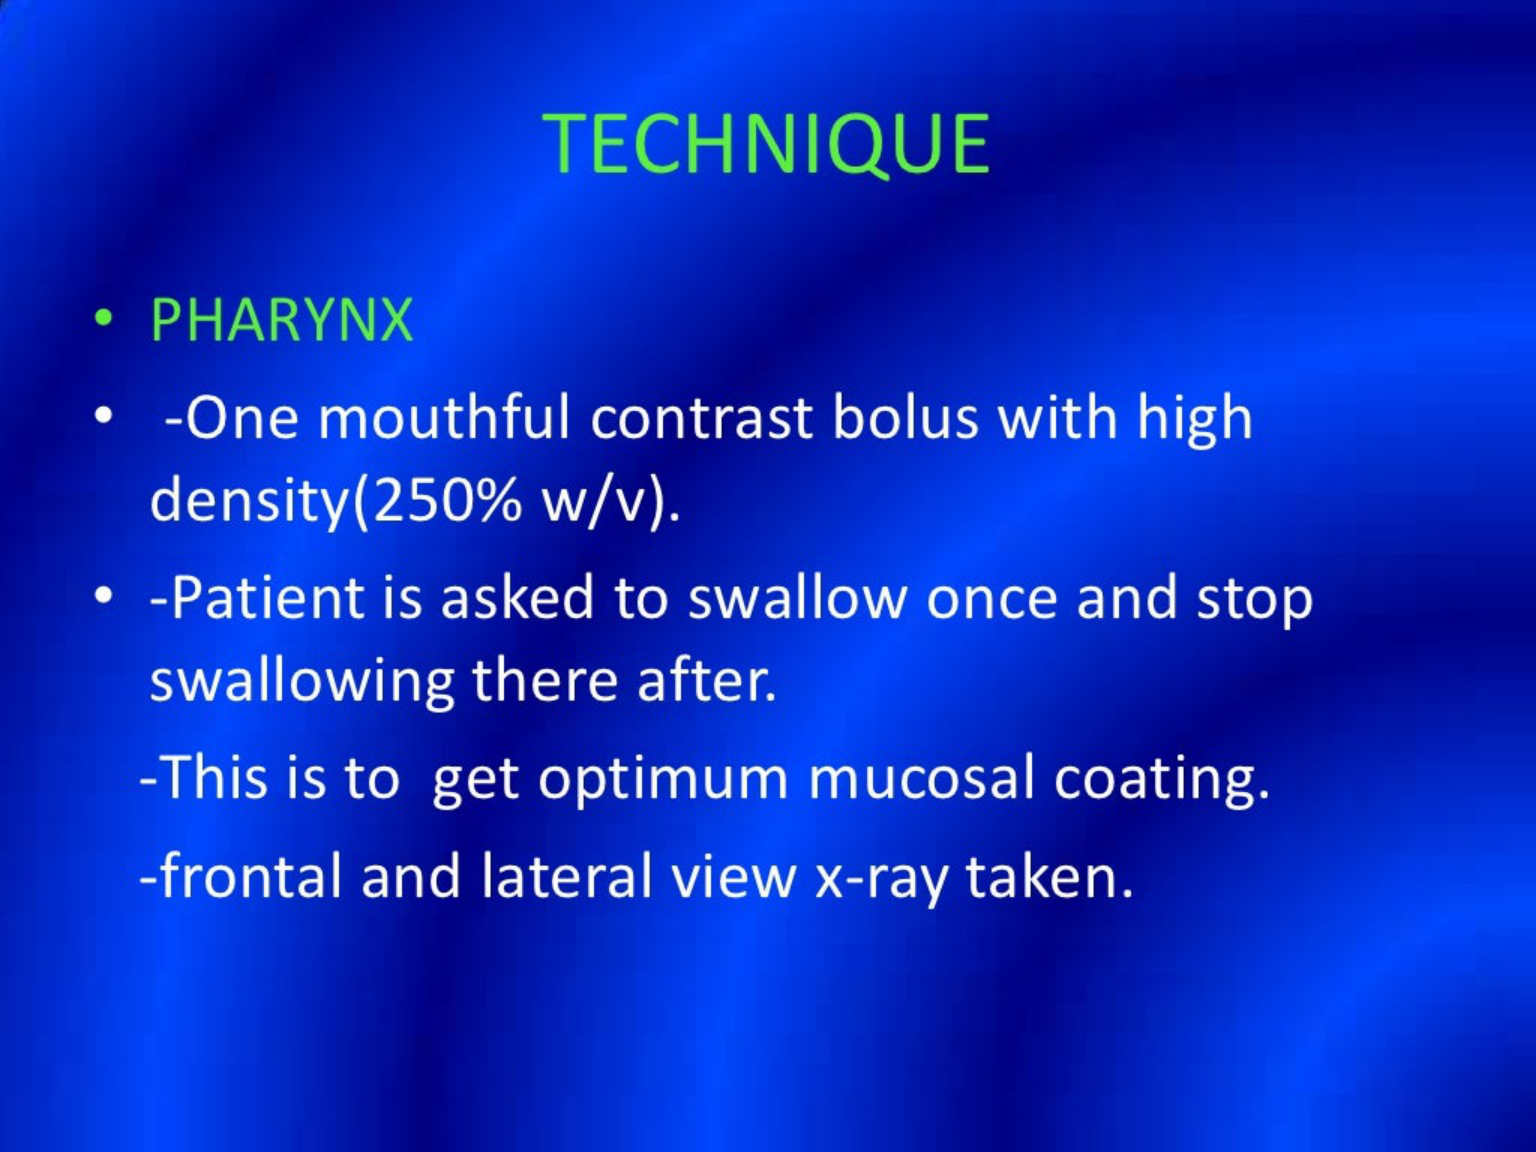 TECHNIQUE
• PHARYNX
• -One mouthful contrast bolus with high
density(250% w/v).
• -Patient is asked to swallow once and stop
swallowing there after.
-This is to  get optimum mucosal coating.
-frontal and lateral view x-ray taken.